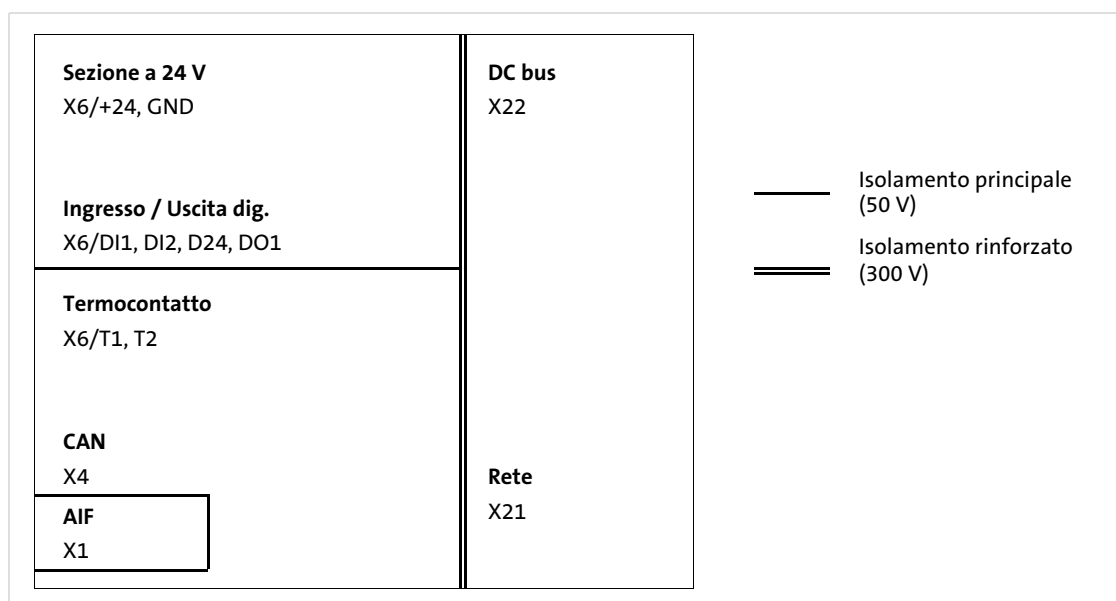 Sezione a 24 V
X6/+24, GND
Ingresso / Uscita dig.
X6/DI1, DI2, D24, DO1
Termocontatto
X6/T1, T2
CAN
X4
AIF
X1
DC bus
X22
Rete
X21
Isolamento principale
(50 V)
Isolamento rinforzato
(300 V)